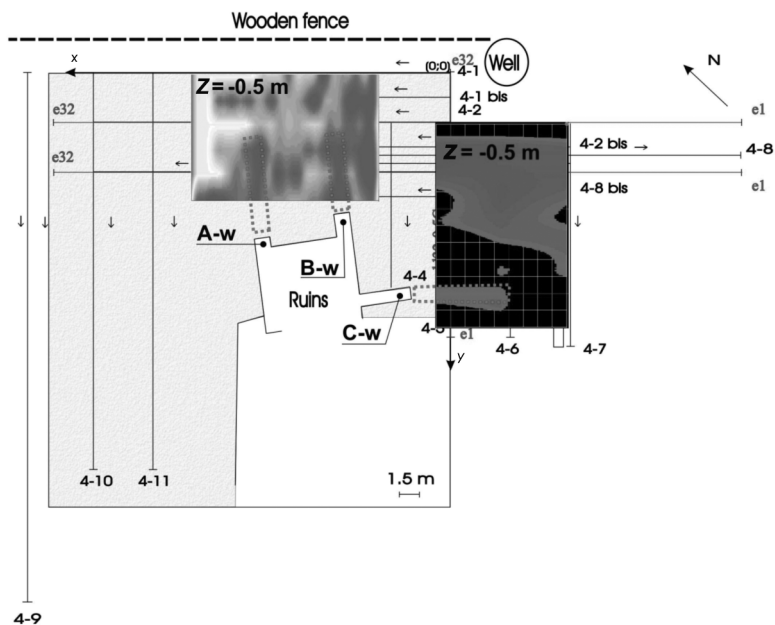 Wooden fence
x
(0;0)
e32
4-1
Well
N
Z = -0.5 m
4-1 bis
4-2
e32
e1
Z = -0.5 m
4-2 bis
4-8
e32
4-8 bis
e1
A-w
B-w
Ruins
4-4
C-w
e1
4-6
4-7
y
1.5 m
4-10
4-11
4-9